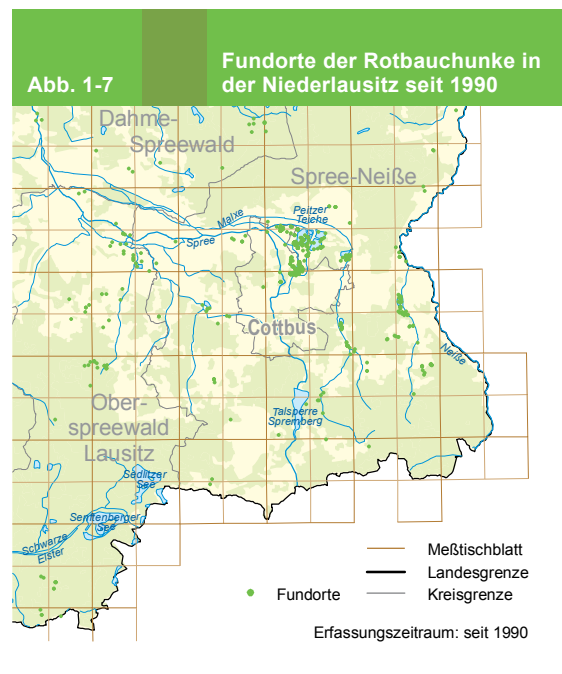 Abb. 1-7
Fundorte der Rotbauchunke in
der Niederlausitz seit 1990
Dahme-
Spreewald
Spree-Neiße
Peitzer
Teiche
Malxe
Spree
Cottbus
Neiße
Ober-
spreewald
Lausitz
Talsperre
Spremberg
Sedlitzer
See
Senftenberger
See
Schwarze
Elster
Meßtischblatt
Landesgrenze
Fundorte
Kreisgrenze
Erfassungszeitraum: seit 1990